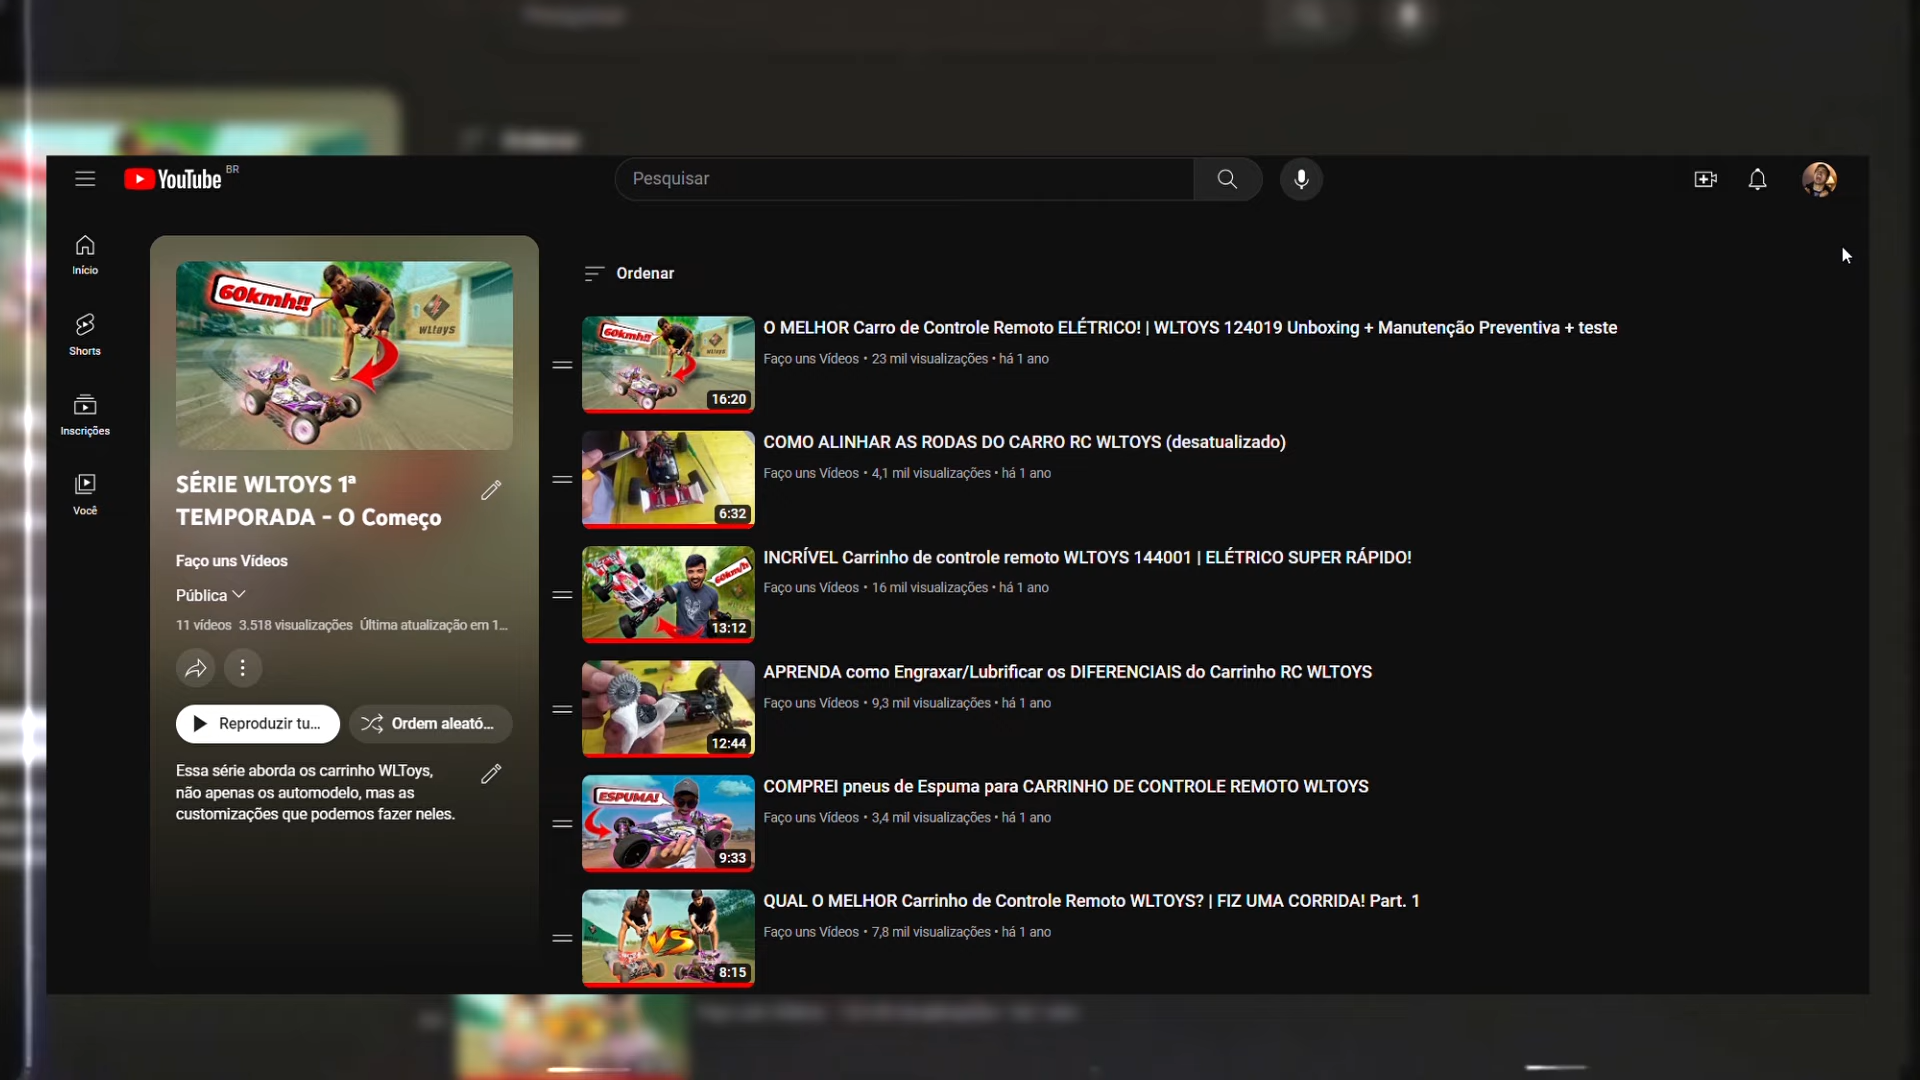 YouTube BR
Pesquisar
Início
Shorts
Inscrições
Você
60kmh!!
WLtoys
SÉRIE WLTOYS 1ª
TEMPORADA - O Começo
Faço uns Vídeos
Pública
11 vídeos 3.518 visualizações Última atualização em 1...
Reproduzir tu...
Ordem aleató...
Essa série aborda os carrinho WLToys,
não apenas os automodelo, mas as
customizações que podemos fazer neles.
Ordenar
60kmh!!
16:20
O MELHOR Carro de Controle Remoto ELÉTRICO! | WLTOYS 124019 Unboxing + Manutenção Preventiva + teste
Faço uns Vídeos • 23 mil visualizações • há 1 ano
6:32
COMO ALINHAR AS RODAS DO CARRO RC WLTOYS (desatualizado)
Faço uns Vídeos • 4,1 mil visualizações • há 1 ano
60km/h
13:12
INCRÍVEL Carrinho de controle remoto WLTOYS 144001 | ELÉTRICO SUPER RÁPIDO!
Faço uns Vídeos • 16 mil visualizações • há 1 ano
12:44
APRENDA como Engraxar/Lubrificar os DIFERENCIAIS do Carrinho RC WLTOYS
Faço uns Vídeos • 9,3 mil visualizações • há 1 ano
ESPUMA!
9:33
COMPREI pneus de Espuma para CARRINHO DE CONTROLE REMOTO WLTOYS
Faço uns Vídeos • 3,4 mil visualizações • há 1 ano
VS
8:15
QUAL O MELHOR Carrinho de Controle Remoto WLTOYS? | FIZ UMA CORRIDA! Part. 1
Faço uns Vídeos • 7,8 mil visualizações • há 1 ano